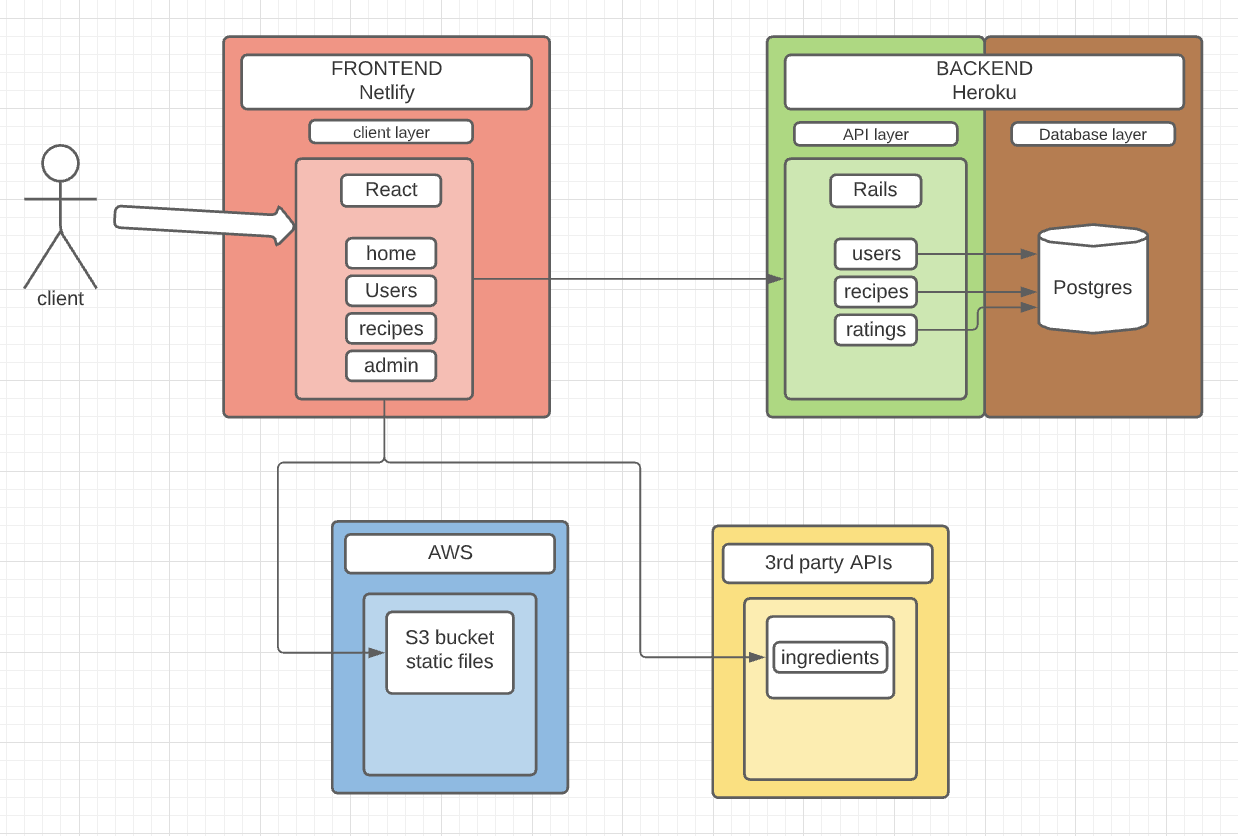 FRONTEND
Netlify
client layer
React
home
Users
recipes
admin
client
BACKEND
Heroku
API layer
Database layer
Rails
users
recipes
ratings
Postgres
AWS
S3 bucket
static files
3rd party APIs
ingredients